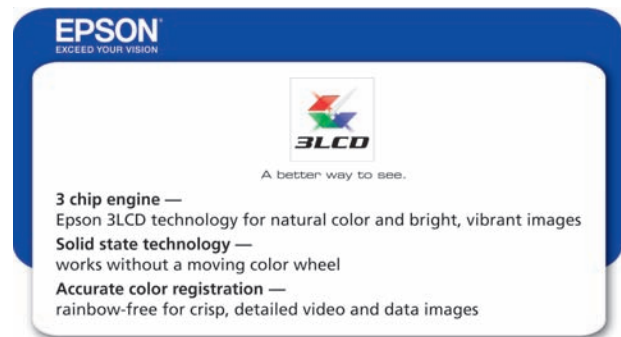 EPSON
EXCEED YOUR VISION
3LCD
A better way to see.
3 chip engine —
Epson 3LCD technology for natural color and bright, vibrant images
Solid state technology —
works without a moving color wheel
Accurate color registration —
rainbow-free for crisp, detailed video and data images